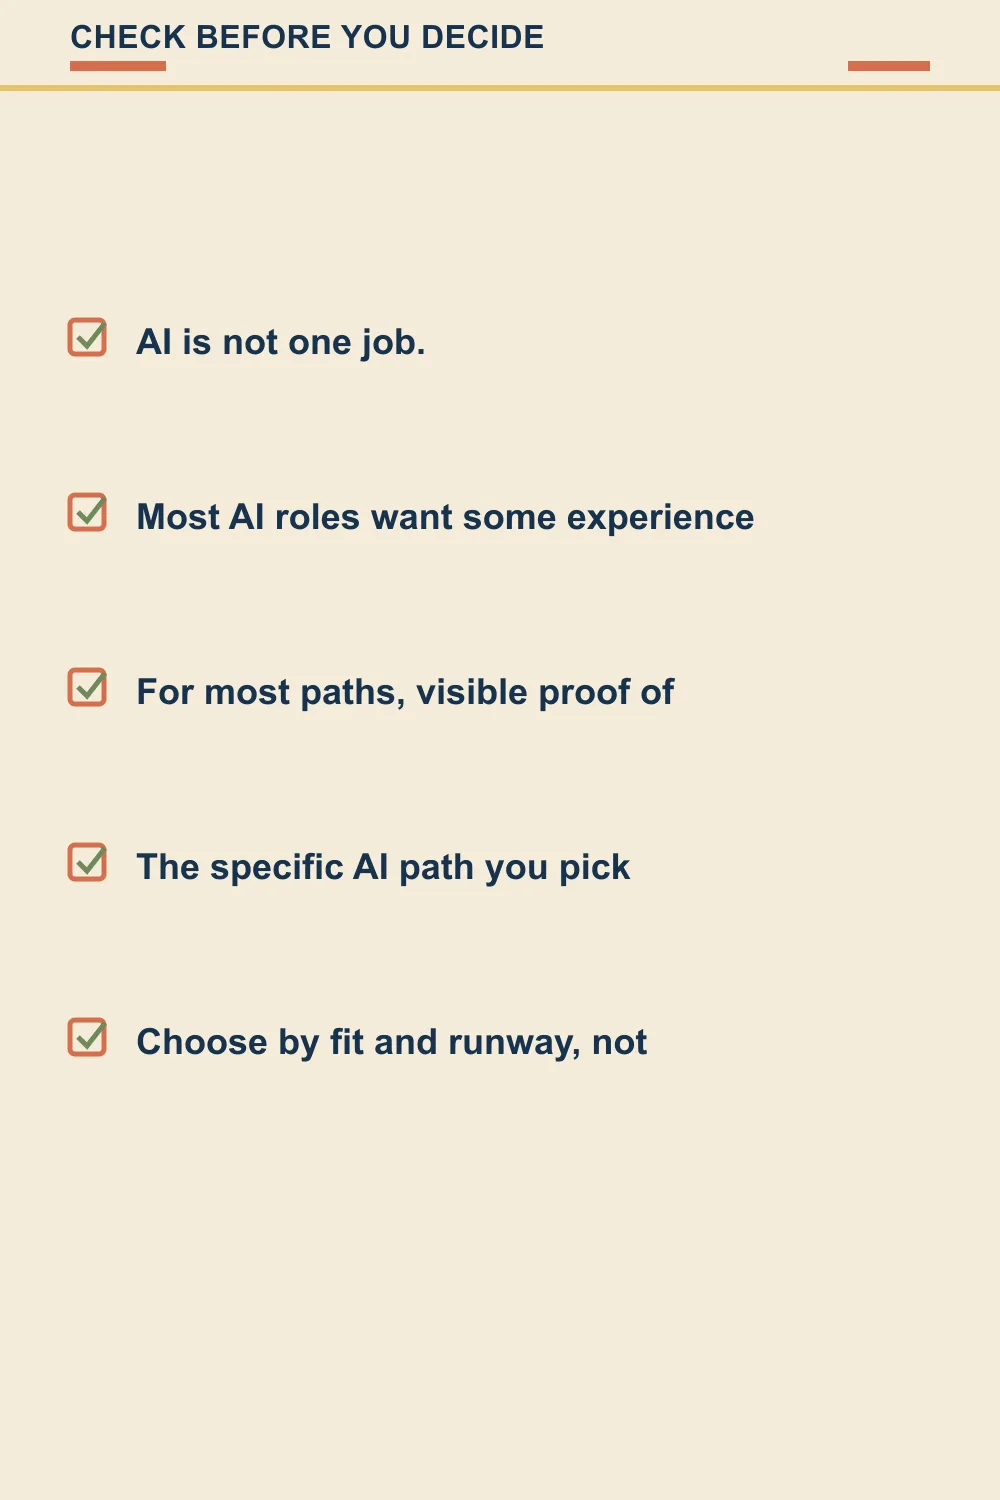 CHECK BEFORE YOU DECIDE
AI is not one job.
Most AI roles want some experience
For most paths, visible proof of
The specific AI path you pick
Choose by fit and runway, not